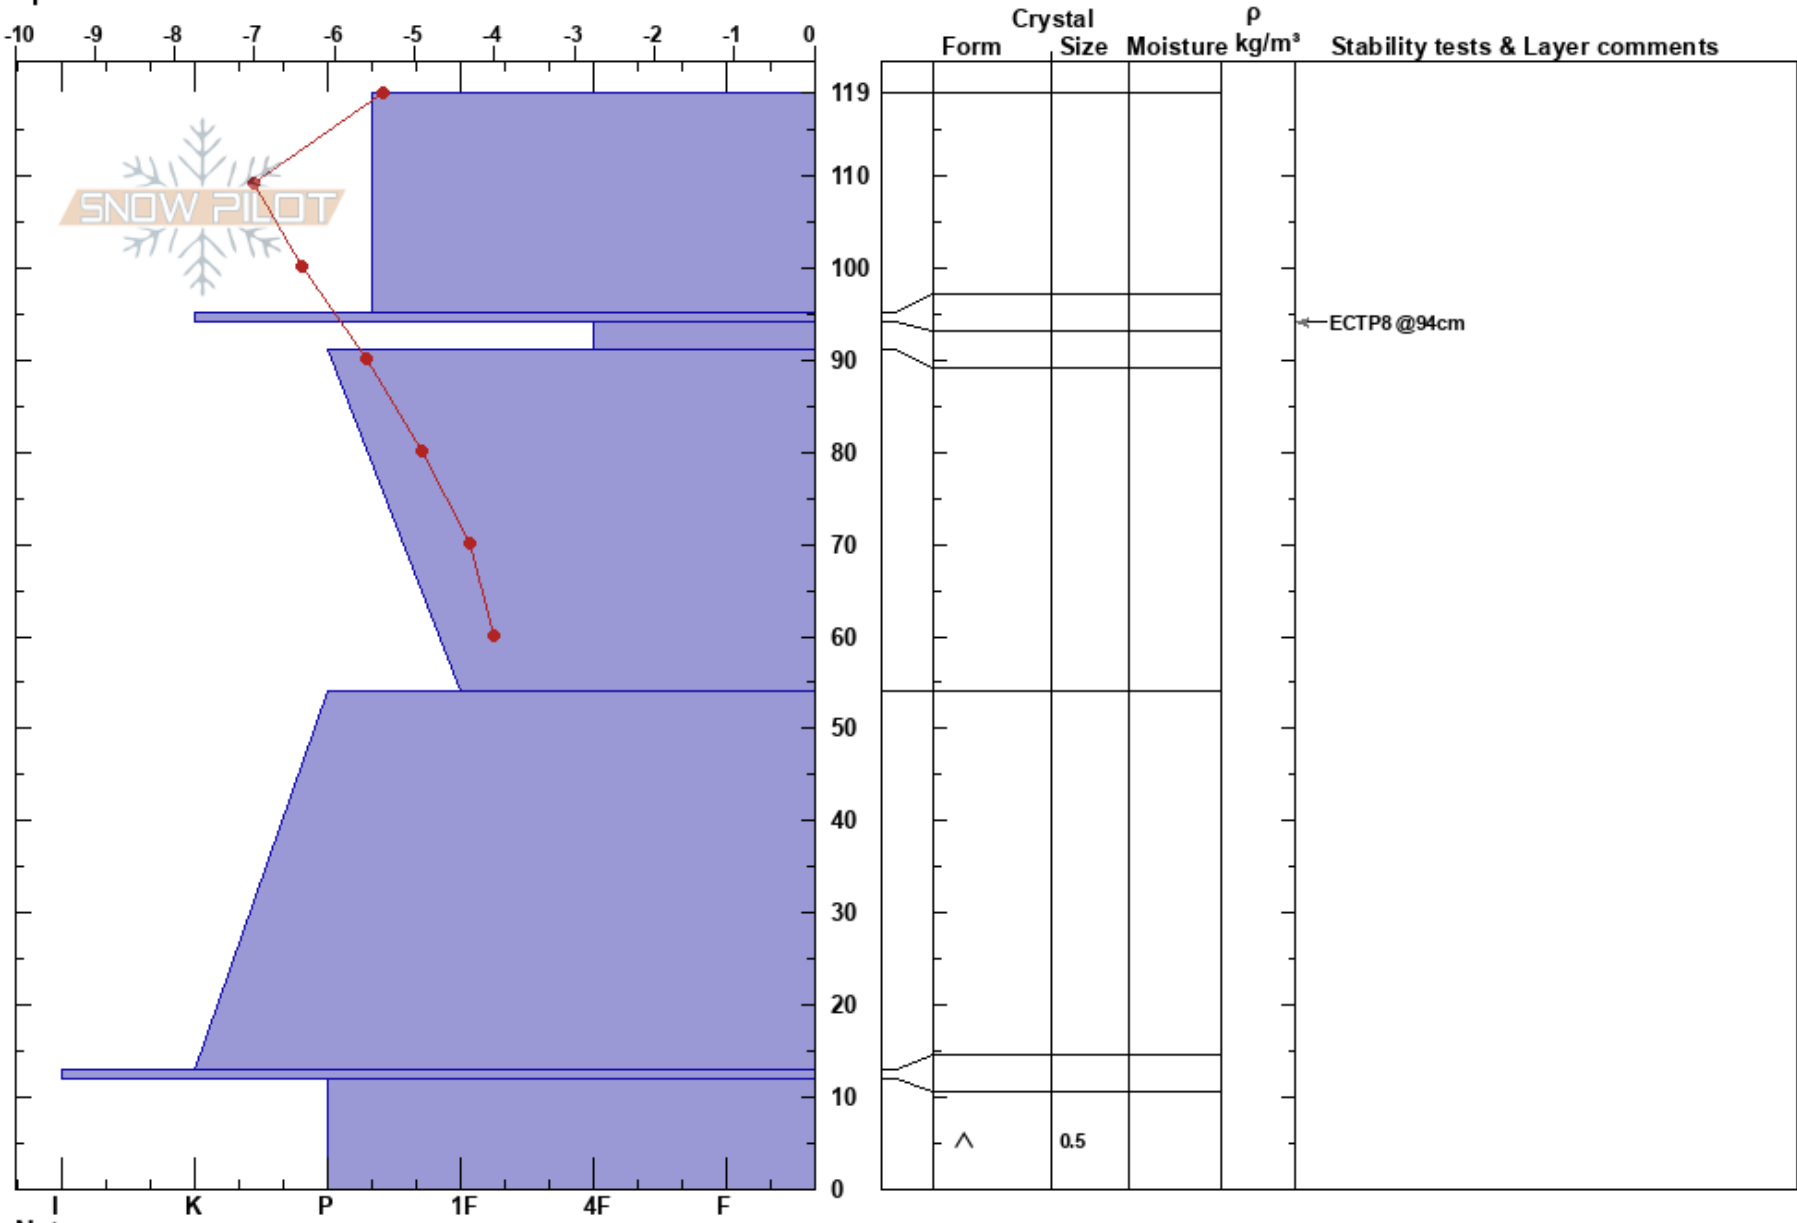 Crystal ρ
-10 -9 -8 -7 -6 -5 -4 -3 -2 -1 0
Form Size Moisture kg/m³ Stability tests & Layer comments
119
SNOW PILOT
110
100
ECTP8 @94cm
90
80
70
60
50
40
30
20
10
∧ 0.5
0
I K P 1F 4F F